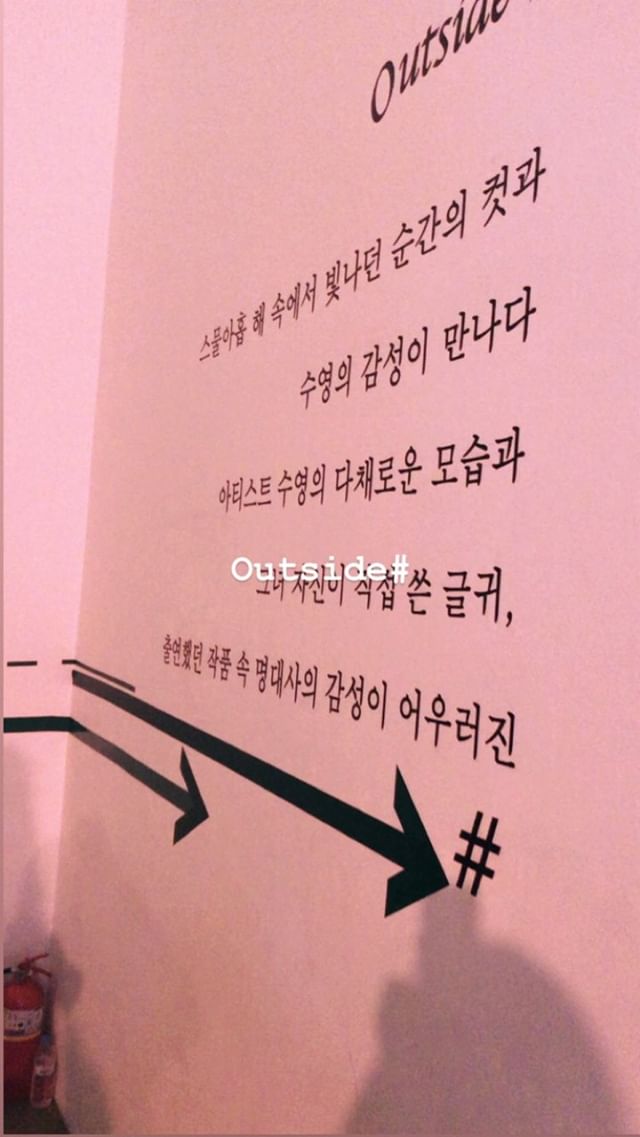 Outside
스물아홉 해 속에서 빛나던 순간의 컷과
수영의 감성이 만나다
아티스트 수영의 다채로운 모습과
Outside#
그녀 자신이 직접 쓴 글귀,
출연했던 작품 속 명대사의 감성이 어우러진
#